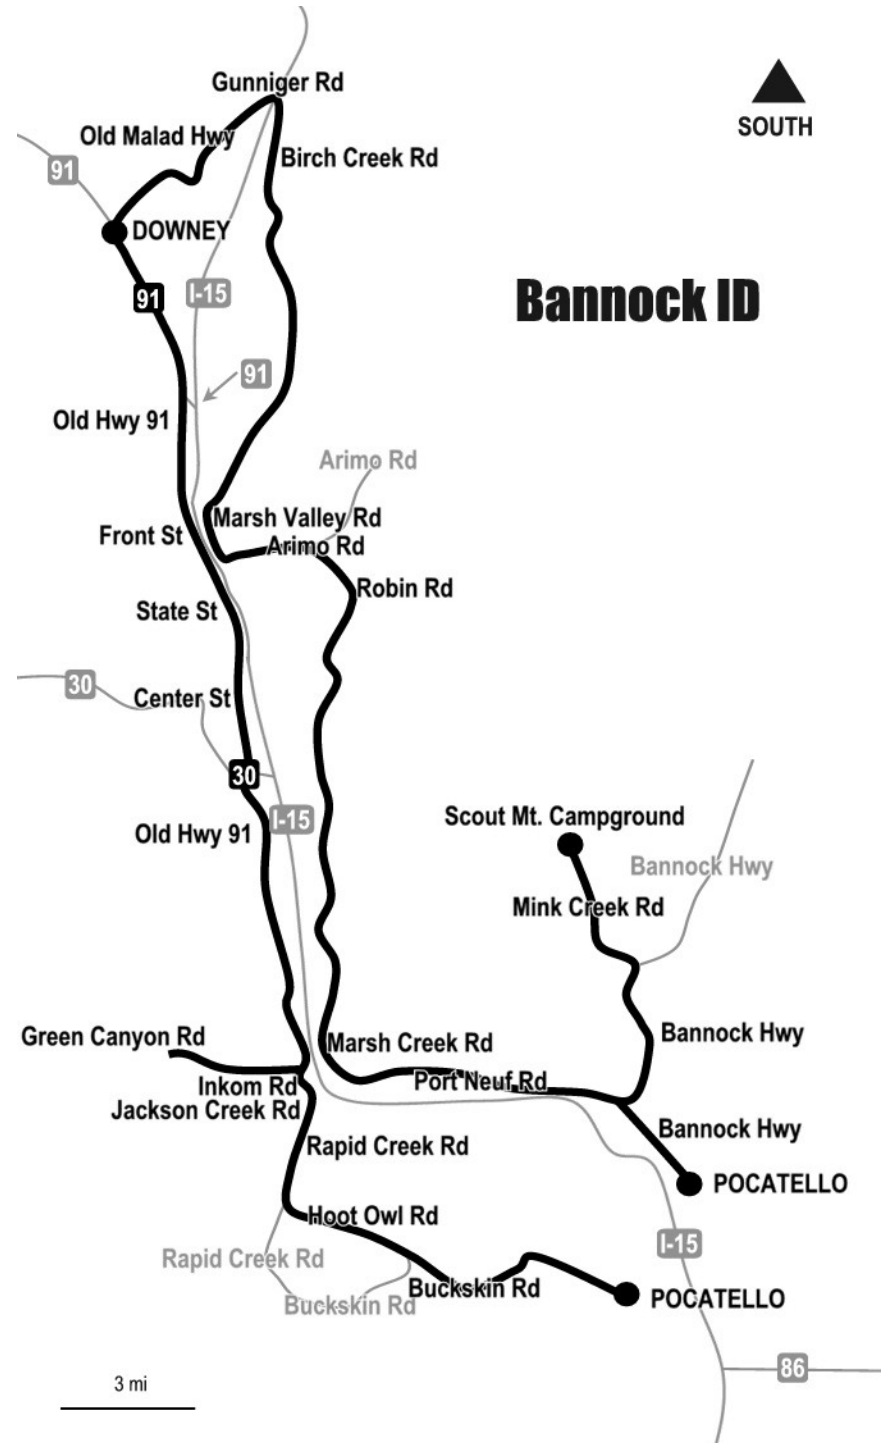 Gunniger Rd
Old Malad Hwy
SOUTH
Birch Creek Rd
91
DOWNEY
91
I-15
Bannock ID
91
Old Hwy 91
Arimo Rd
Marsh Valley Rd
Front St
Arimo Rd
Robin Rd
State St
30
Center St
30
Scout Mt. Campground
I-15
Old Hwy 91
Bannock Hwy
Mink Creek Rd
Green Canyon Rd
Marsh Creek Rd
Bannock Hwy
Port Neuf Rd
Inkom Rd
Jackson Creek Rd
Bannock Hwy
Rapid Creek Rd
POCATELLO
Hoot Owl Rd
I-15
Rapid Creek Rd
Buckskin Rd
Buckskin Rd
POCATELLO
86
3 mi